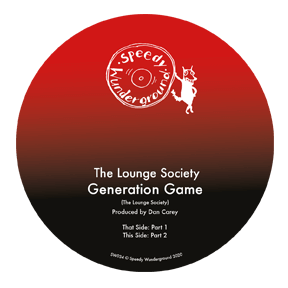 Speedy
Wunderground
The Lounge Society
Generation Game
(The Lounge Society)
Produced by Dan Carey
That Side: Part 1
This Side: Part 2
SW034 © Speedy Wunderground 2020